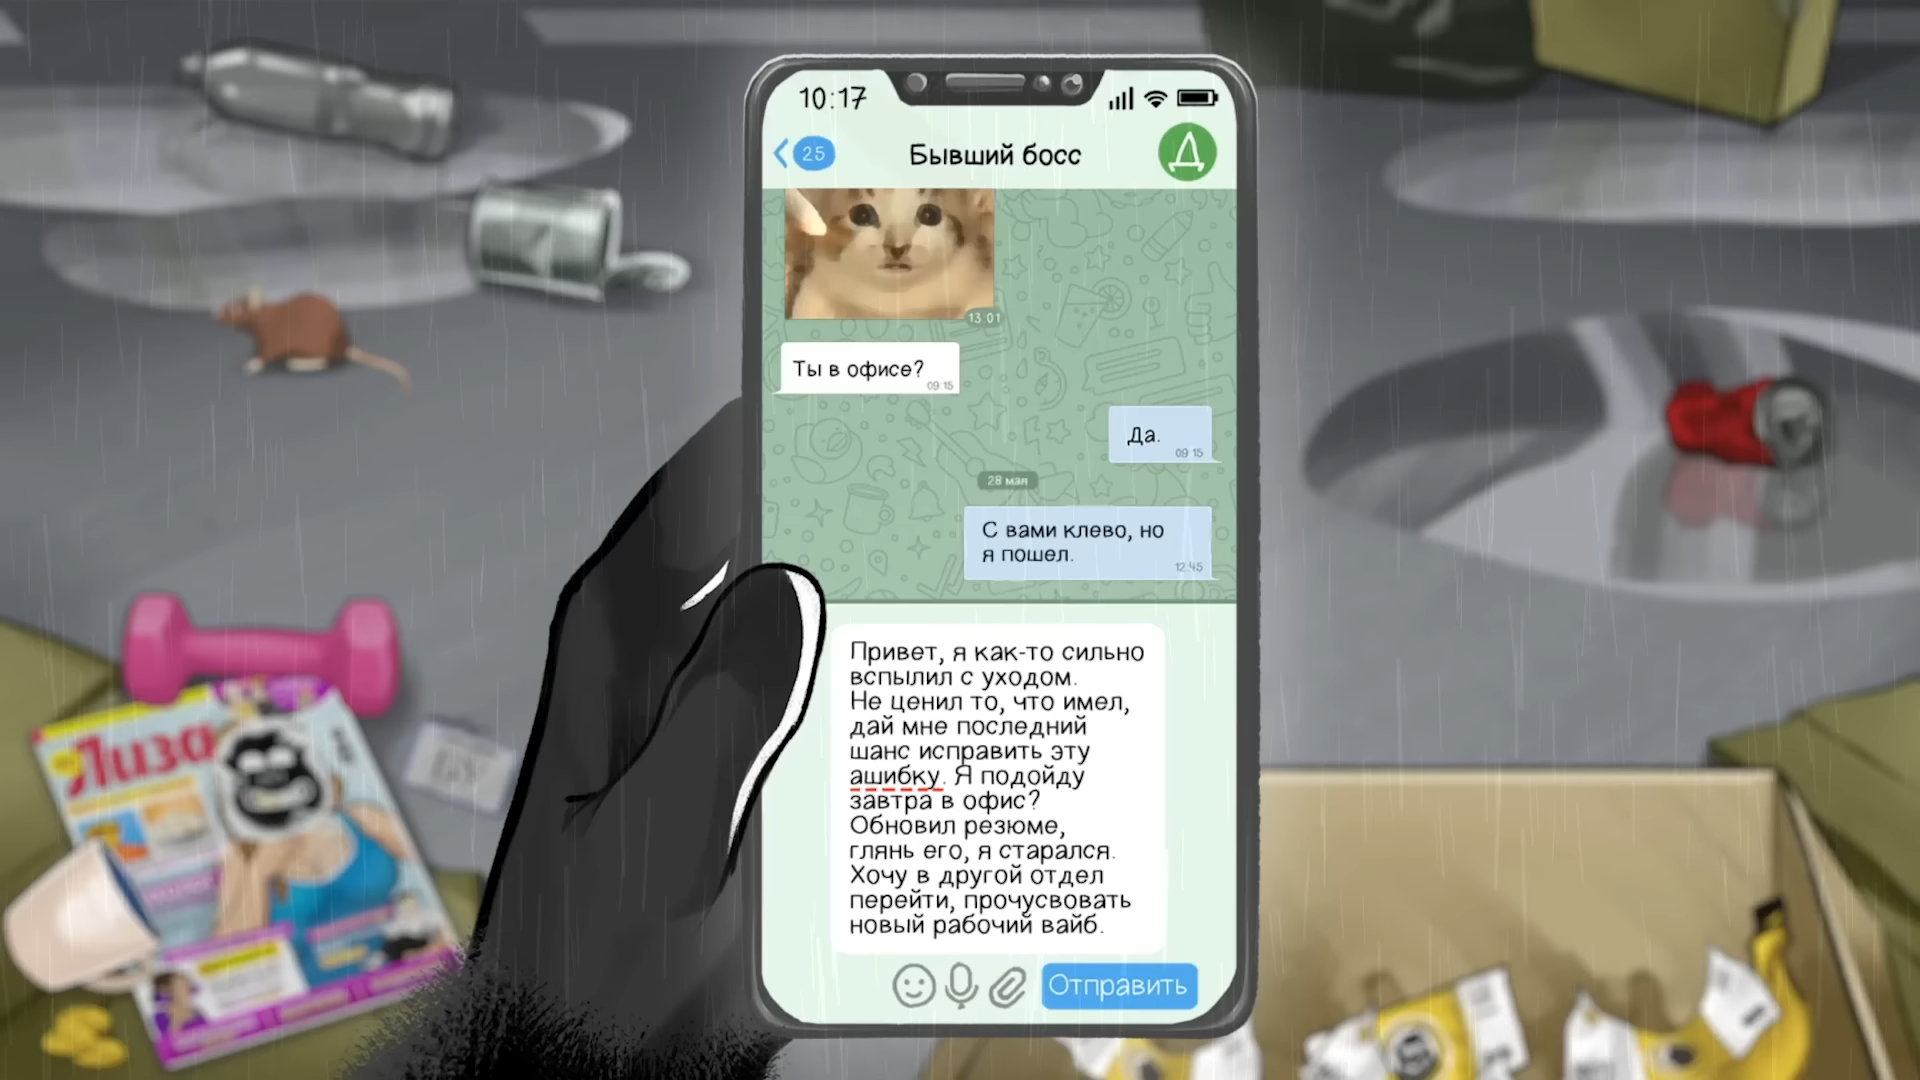 10:17
25
Бывший босс
Д
13:01
Ты в офисе?
09:15
Да.
09:15
28 мая
С вами клево, но
я пошел.
12:45
Привет, я как-то сильно
вспылил с уходом.
Не ценил то, что имел,
дай мне последний
шанс исправить эту
ашибку. Я подойду
завтра в офис?
Обновил резюме,
глянь его, я старался.
Хочу в другой отдел
перейти, прочусвовать
новый рабочий вайб.
Отправить
Лиза